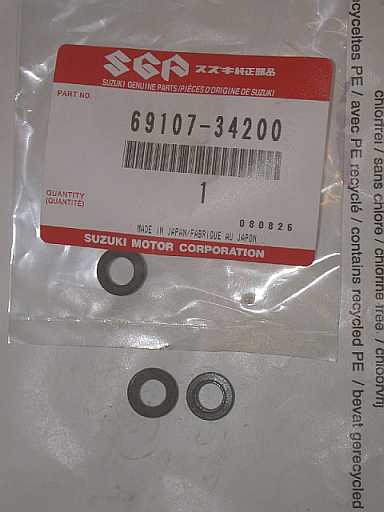 SGP スズキ純正部品
SUZUKI GENUINE PARTS/PIÈCES D'ORIGINE DE SUZUKI
PART NO.
69107-34200
QUANTITY
(QUANTITÉ)
1
080826
MADE IN JAPAN/FABRIQUE AU JAPON
SUZUKI MOTOR CORPORATION
chlorfrei / sans chlore / chlorine-free / chloorvrij
recyceltes PE / avec PE recyclé / contains recycled PE / bevat gerecycled